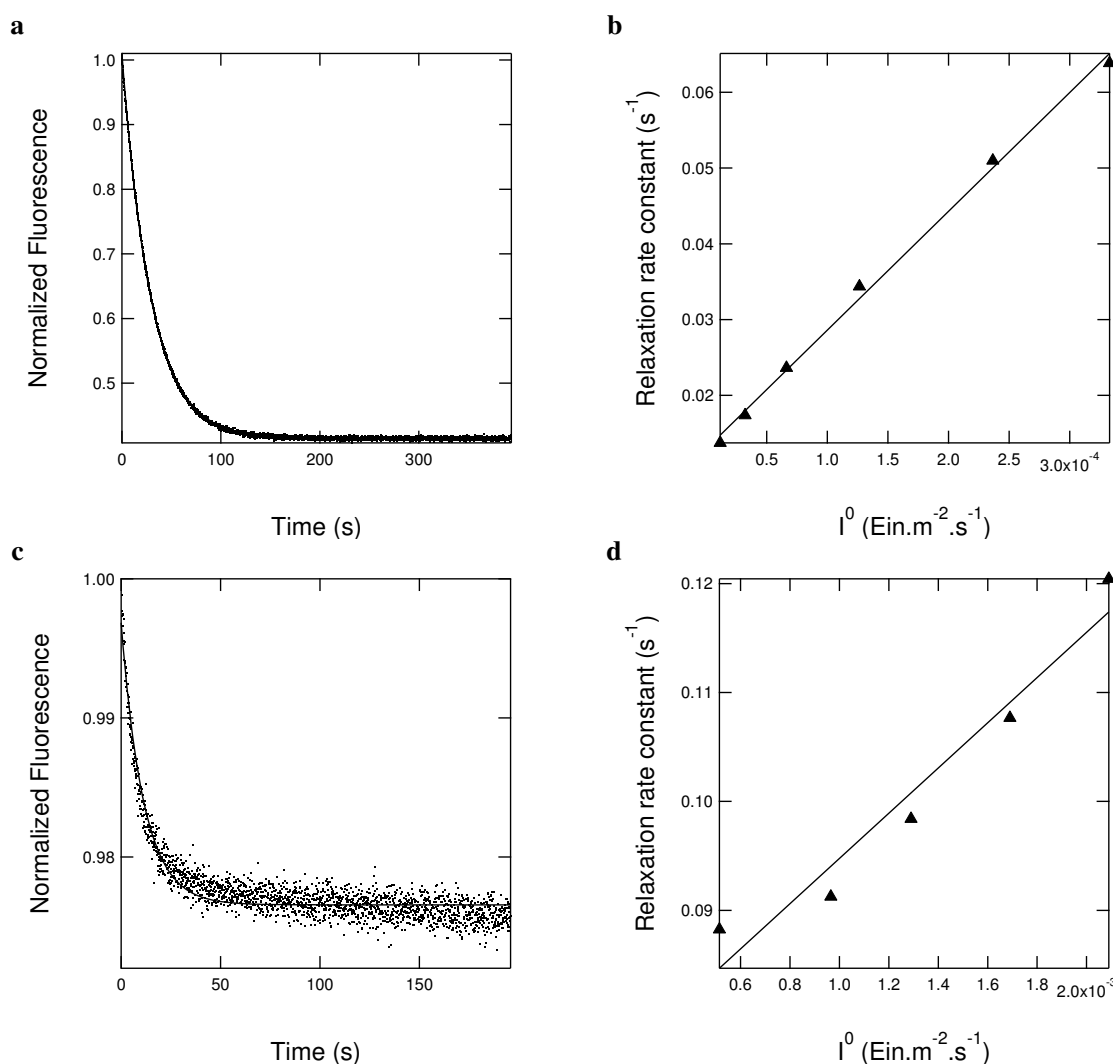 a
1.0
0.9
0.8
0.7
0.6
0.5
Normalized Fluorescence
0
100
200
300
Time (s)
b
0.06
0.05
0.04
0.03
0.02
Relaxation rate constant (s⁻¹)
0.5
1.0
1.5
2.0
2.5
3.0x10⁻⁴
I⁰ (Ein.m⁻².s⁻¹)
c
1.00
0.99
0.98
Normalized Fluorescence
0
50
100
150
Time (s)
d
0.12
0.11
0.10
0.09
Relaxation rate constant (s⁻¹)
0.6
0.8
1.0
1.2
1.4
1.6
1.8
2.0x10⁻³
I⁰ (Ein.m⁻².s⁻¹)